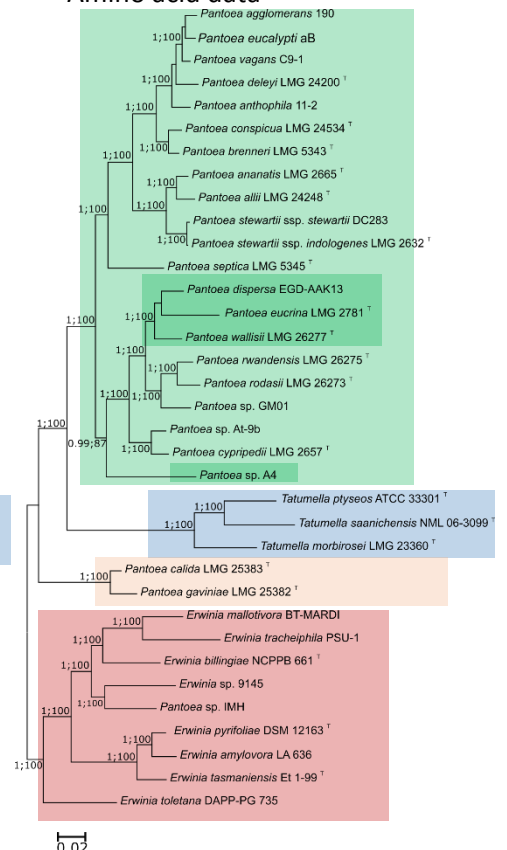 Pantoea agglomerans 190
1;100
Pantoea eucalypti aB
Pantoea vagans C9-1
1;100
Pantoea deleyi LMG 24200 T
1;100
Pantoea anthophila 11-2
Pantoea conspicua LMG 24534 T
1;100
Pantoea brenneri LMG 5343 T
1;100
Pantoea ananatis LMG 2665 T
1;100
Pantoea allii LMG 24248 T
1;100
1;100
Pantoea stewartii ssp. stewartii DC283
1;100
Pantoea stewartii ssp. indologenes LMG 2632 T
Pantoea septica LMG 5345 T
Pantoea dispersa EGD-AAK13
1;100
Pantoea eucrina LMG 2781 T
1;100
Pantoea wallisii LMG 26277 T
1;100
Pantoea rwandensis LMG 26275 T
1;100
Pantoea rodasii LMG 26273 T
1;100
1;100
Pantoea sp. GM01
1;100
Pantoea sp. At-9b
0.99;87
1;100
Pantoea cypripedii LMG 2657 T
Pantoea sp. A4
Tatumella ptyseos ATCC 33301 T
1;100
1;100
Tatumella saanichensis NML 06-3099 T
Tatumella morbirosei LMG 23360 T
Pantoea calida LMG 25383 T
1;100
Pantoea gaviniae LMG 25382 T
Erwinia mallotivora BT-MARDI
1;100
Erwinia tracheiphila PSU-1
1;100
Erwinia billingiae NCPPB 661 T
1;100
Erwinia sp. 9145
1;100
Pantoea sp. IMH
1;100
Erwinia pyrifoliae DSM 12163 T
1;100
Erwinia amylovora LA 636
1;100
1;100
Erwinia tasmaniensis Et 1-99 T
Erwinia toletana DAPP-PG 735
0.02